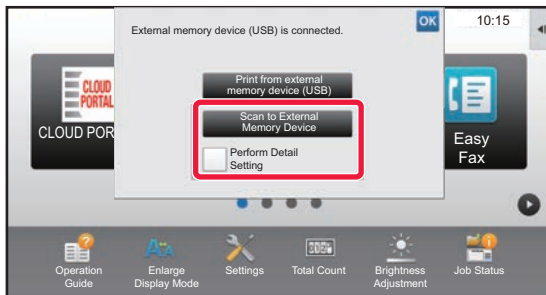 External memory device (USB) is connected.
OK
10:15
Print from external
memory device (USB)
Scan to External
Memory Device
Perform Detail
Setting
CLOUD
PORTAL
CLOUD POR
Easy
Fax
Operation
Guide
Enlarge
Display Mode
Settings
Total Count
Brightness
Adjustment
Job Status